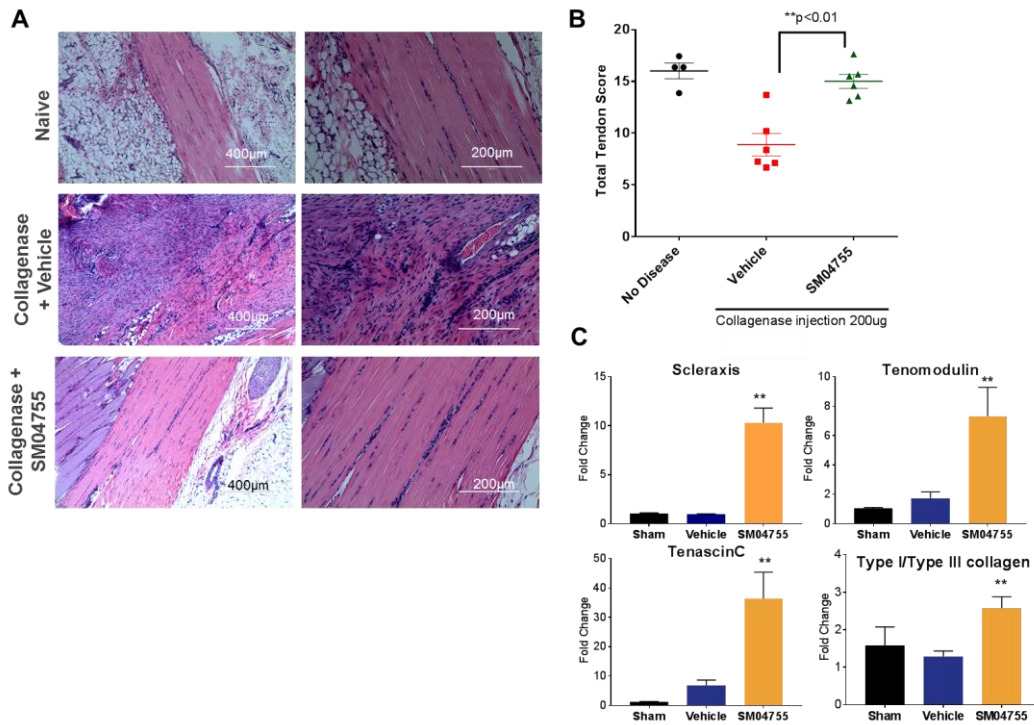 A
Naive
400µm
200µm
Collagenase
+ Vehicle
400µm
200µm
Collagenase +
SM04755
400µm
200µm
B
**p<0.01
Total Tendon Score
20
15
10
5
0
No Disease
Vehicle
SM04755
Collagenase injection 200ug
C
Scleraxis
Fold Change
15
10
5
0
**
Sham Vehicle SM04755
Tenomodulin
Fold Change
10
8
6
4
2
0
**
Sham Vehicle SM04755
TenascinC
Fold Change
50
40
30
20
10
0
**
Sham Vehicle SM04755
Type I/Type III collagen
Fold Change
4
3
2
1
0
**
Sham Vehicle SM04755